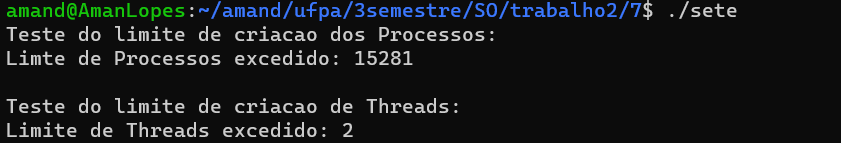 amand@AmanLopes:~/amand/ufpa/3semestre/SO/trabalho2/7$ ./sete
Teste do limite de criacao dos Processos:
Limte de Processos excedido: 15281
Teste do limite de criacao de Threads:
Limite de Threads excedido: 2